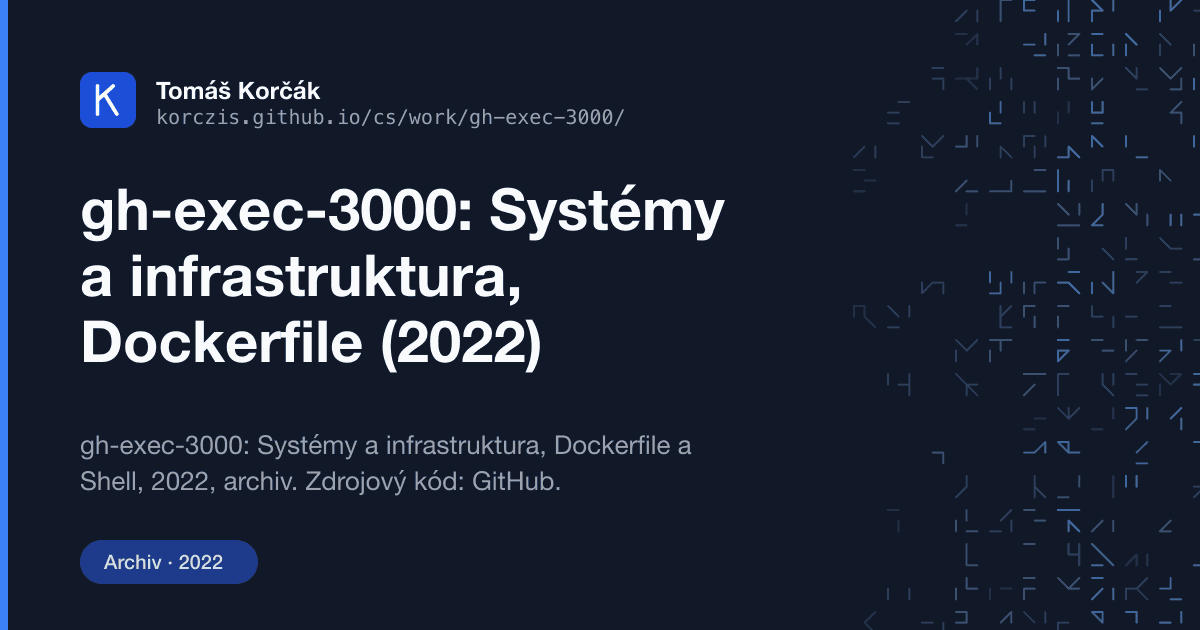 K
Tomáš Korčák
korczis.github.io/cs/work/gh-exec-3000/
gh-exec-3000: Systémy
a infrastruktura,
Dockerfile (2022)
gh-exec-3000: Systémy a infrastruktura, Dockerfile a
Shell, 2022, archiv. Zdrojový kód: GitHub.
Archiv · 2022